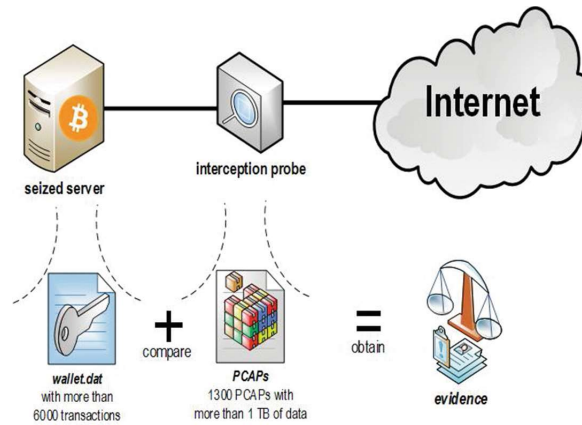 Internet
seized server
interception probe
+
compare
=
obtain
wallet.dat
with more than
6000 transactions
PCAPs
1300 PCAPs with
more than 1 TB of data
evidence